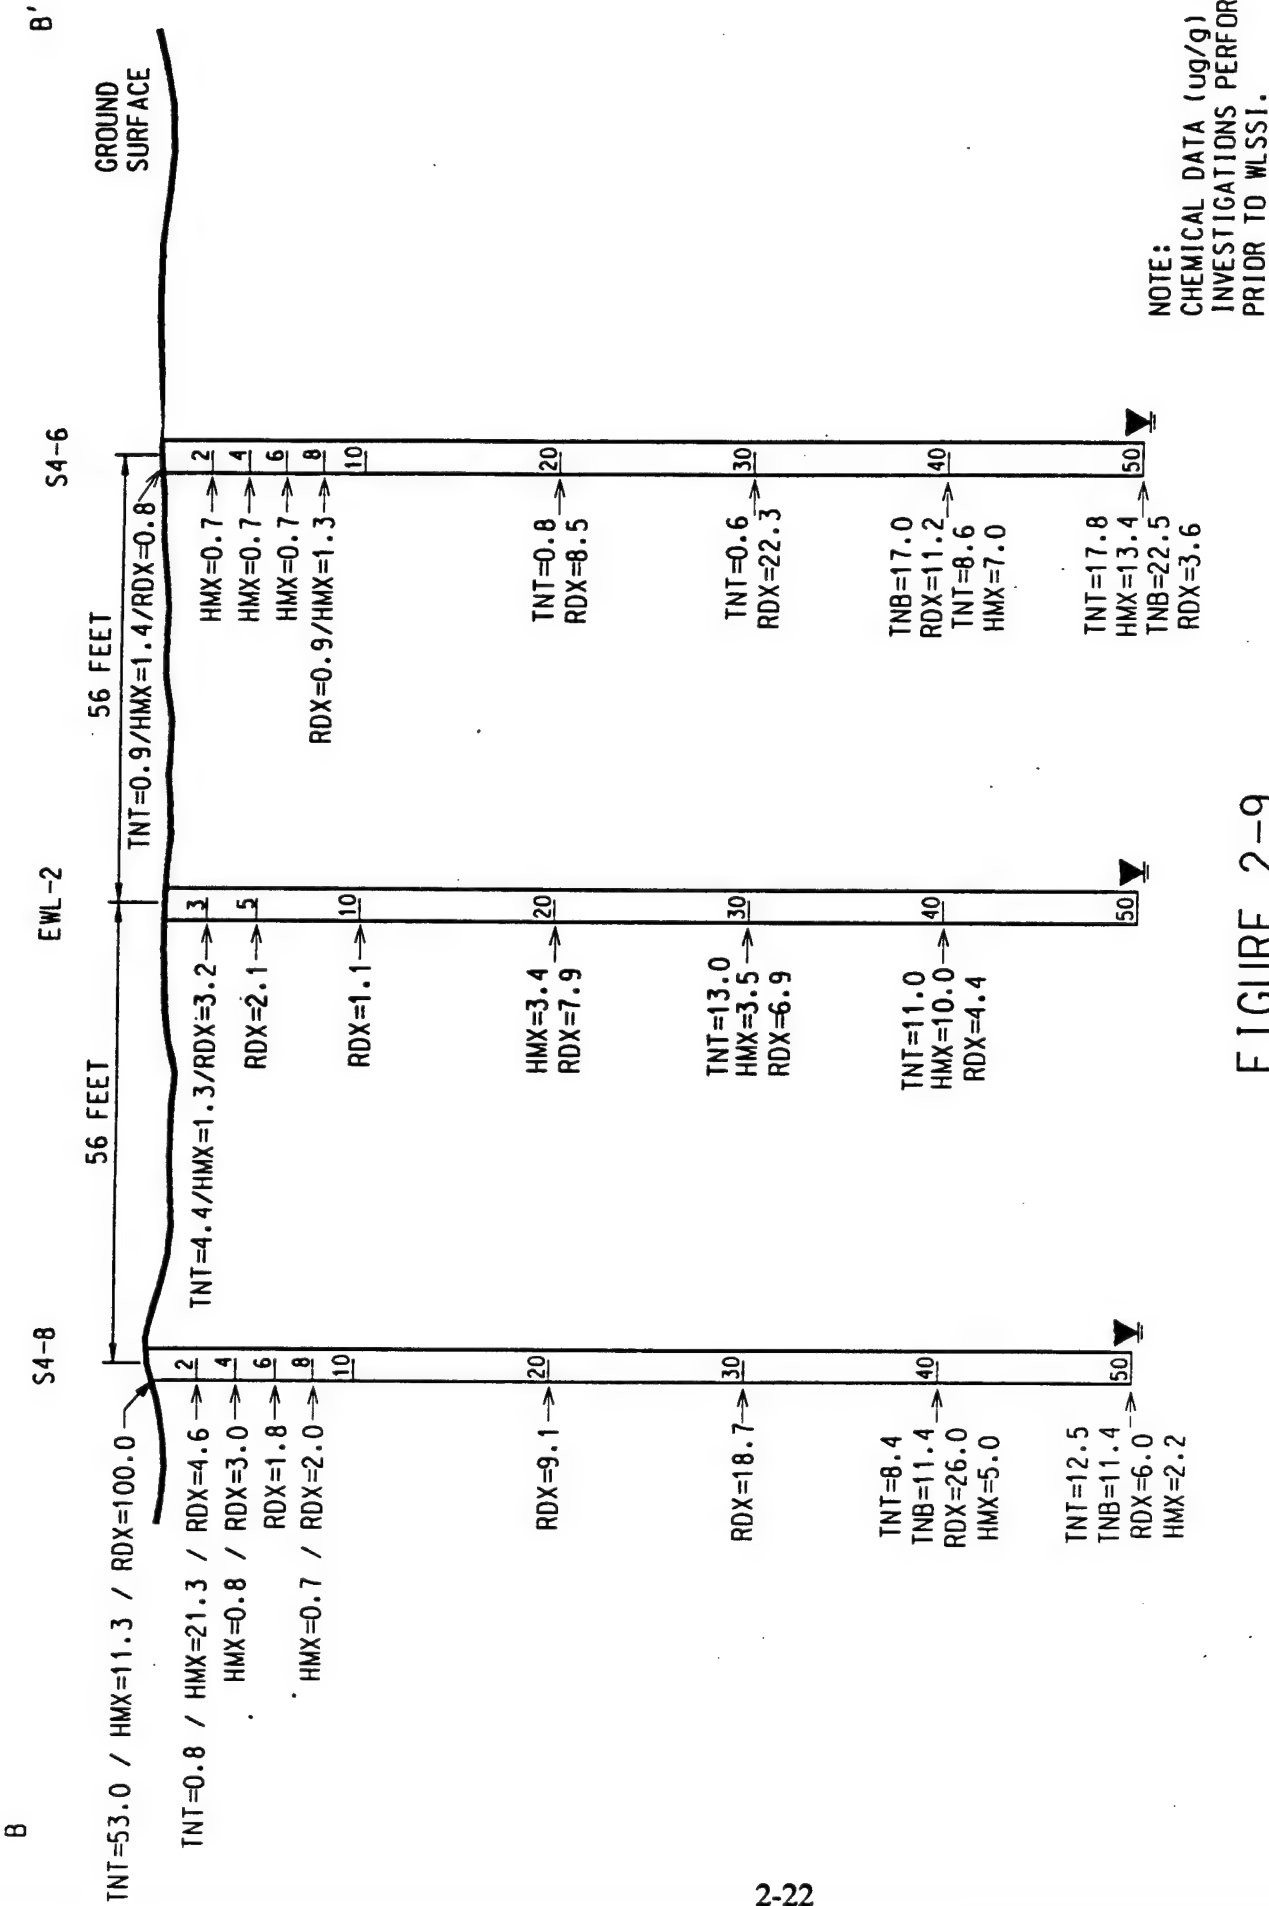 B
B'
S4-8
EWL-2
S4-6
GROUND
SURFACE
56 FEET
56 FEET
TNT=53.0 / HMX=11.3 / RDX=100.0
TNT=0.8 / HMX=21.3 / RDX=4.6
HMX=0.8 / RDX=3.0
RDX=1.8
HMX=0.7 / RDX=2.0
RDX=9.1
RDX=18.7
TNT=8.4
TNB=11.4
RDX=26.0
HMX=5.0
TNT=12.5
TNB=11.4
RDX=6.0
HMX=2.2
2
4
6
8
10
20
30
40
50
TNT=4.4/HMX=1.3/RDX=3.2
RDX=2.1
RDX=1.1
HMX=3.4
RDX=7.9
TNT=13.0
HMX=3.5
RDX=6.9
TNT=11.0
HMX=10.0
RDX=4.4
3
5
10
20
30
40
50
TNT=0.9/HMX=1.4/RDX=0.8
HMX=0.7
HMX=0.7
HMX=0.7
RDX=0.9/HMX=1.3
TNT=0.8
RDX=8.5
TNT=0.6
RDX=22.3
TNB=17.0
RDX=11.2
TNT=8.6
HMX=7.0
TNT=17.8
HMX=13.4
TNB=22.5
RDX=3.6
2
4
6
8
10
20
30
40
50
NOTE:
CHEMICAL DATA (ug/g)
INVESTIGATIONS PERFOR
PRIOR TO WLSSI.
FIGURE 2-9
2-22